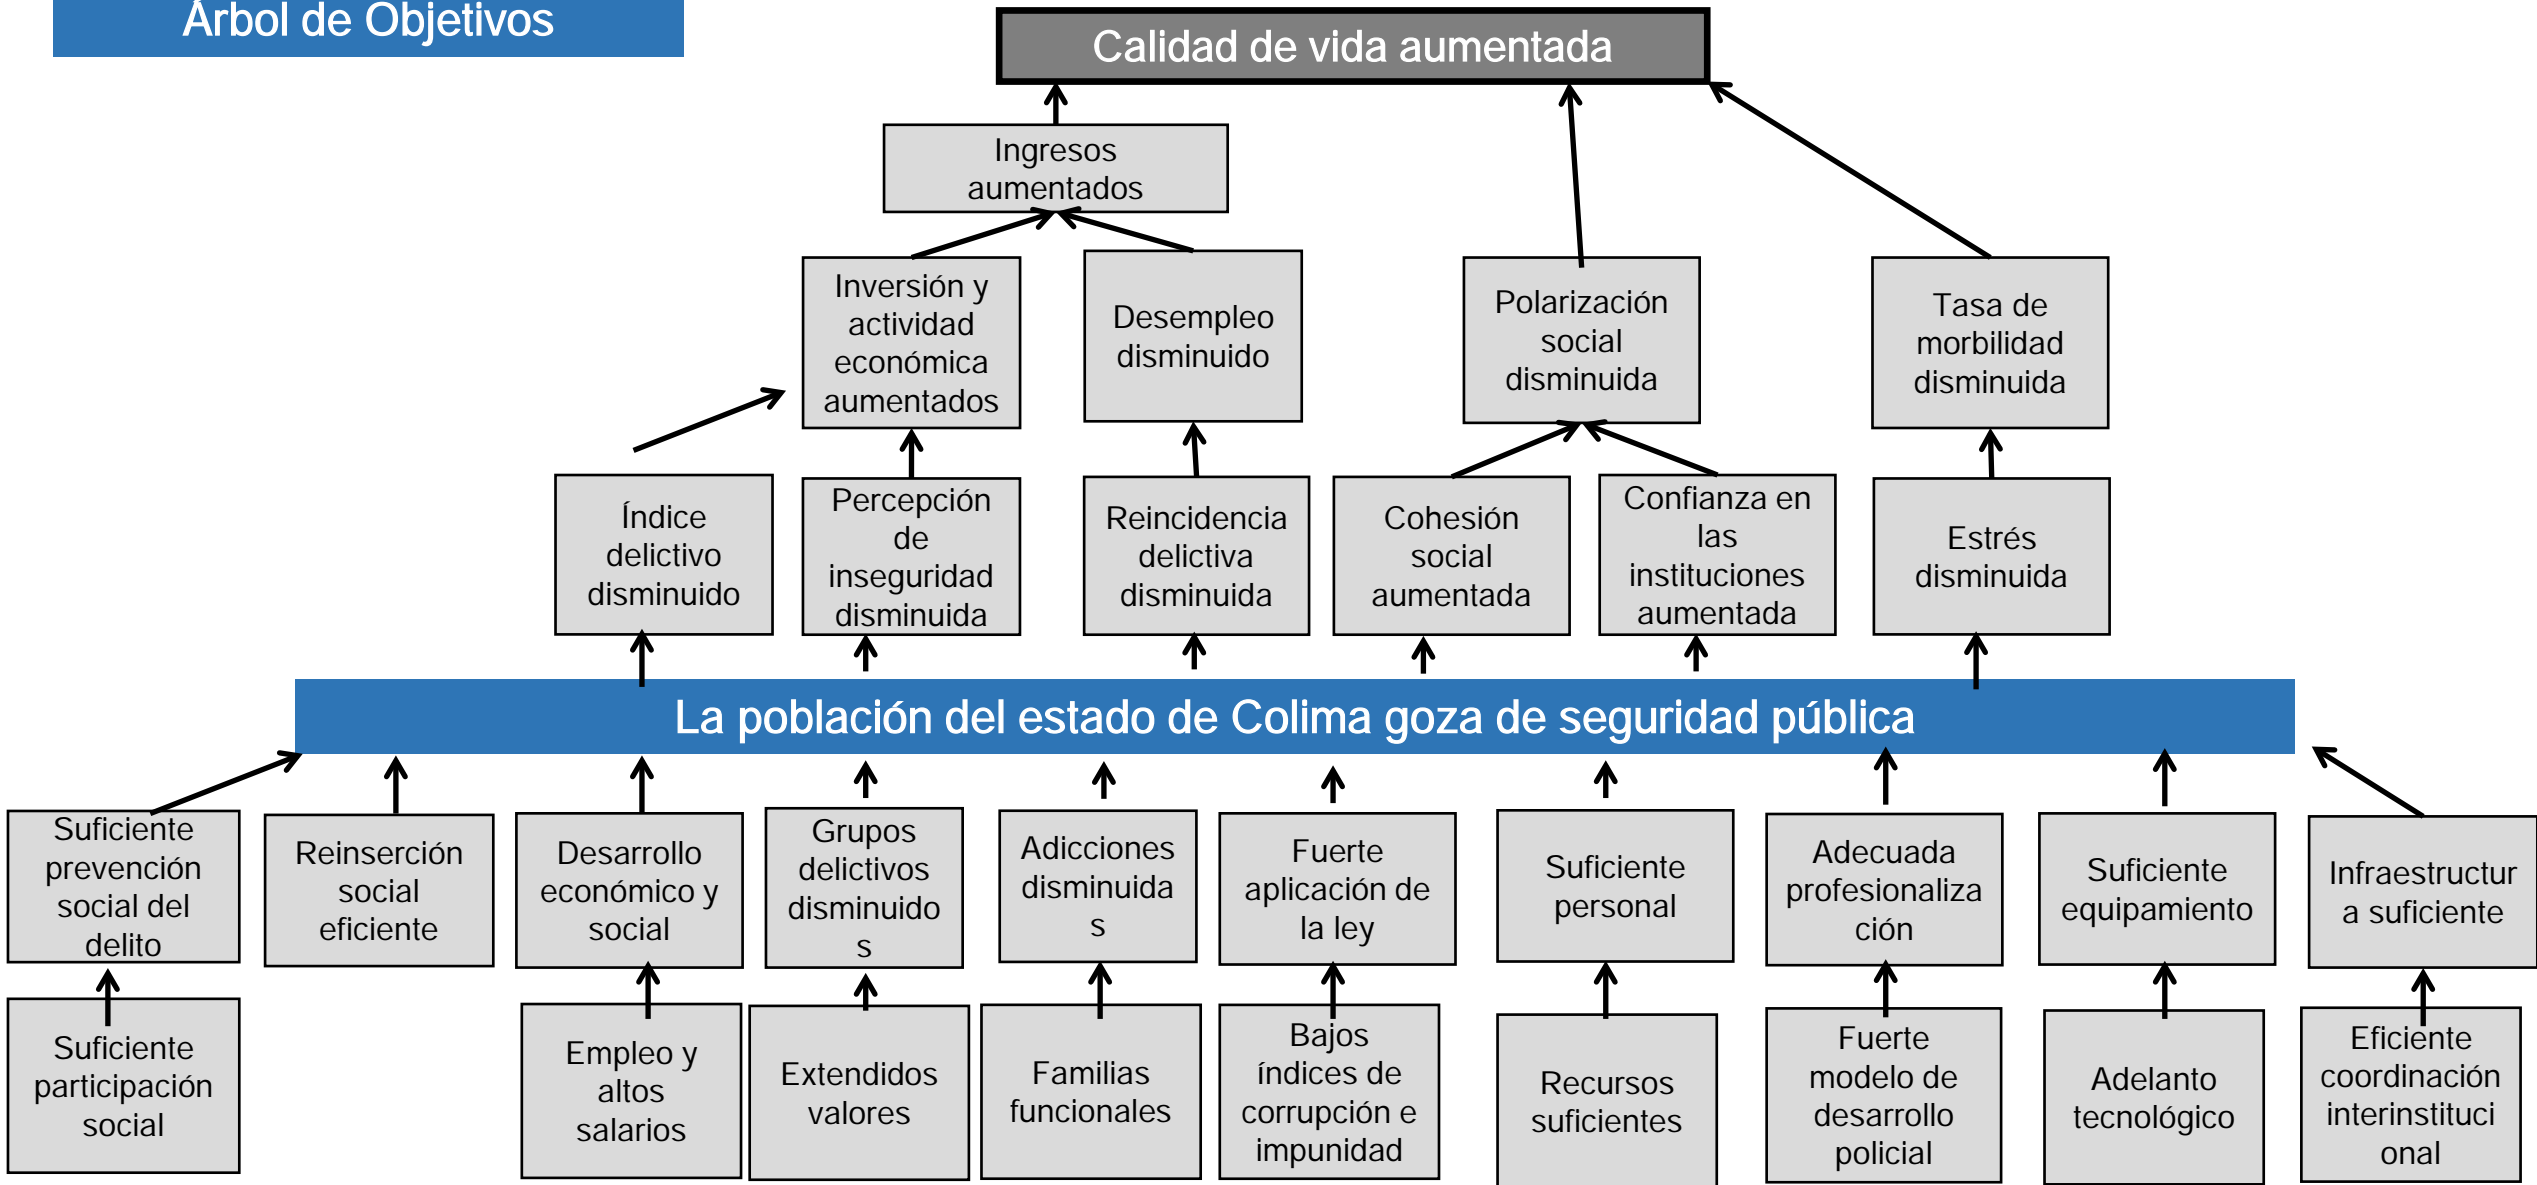 Árbol de Objetivos
Calidad de vida aumentada
Ingresos
aumentados
Inversión y
actividad
económica
aumentados
Desempleo
disminuido
Polarización
social
disminuida
Tasa de
morbilidad
disminuida
Índice
delictivo
disminuido
Percepción
de
inseguridad
disminuida
Reincidencia
delictiva
disminuida
Cohesión
social
aumentada
Confianza en
las
instituciones
aumentada
Estrés
disminuida
La población del estado de Colima goza de seguridad pública
Suficiente
prevención
social del
delito
Reinserción
social
eficiente
Desarrollo
económico y
social
Grupos
delictivos
disminuido
s
Adicciones
disminuida
s
Fuerte
aplicación de
la ley
Suficiente
personal
Adecuada
profesionaliza
ción
Suficiente
equipamiento
Infraestructur
a suficiente
Suficiente
participación
social
Empleo y
altos
salarios
Extendidos
valores
Familias
funcionales
Bajos
índices de
corrupción e
impunidad
Recursos
suficientes
Fuerte
modelo de
desarrollo
policial
Adelanto
tecnológico
Eficiente
coordinación
interinstituci
onal